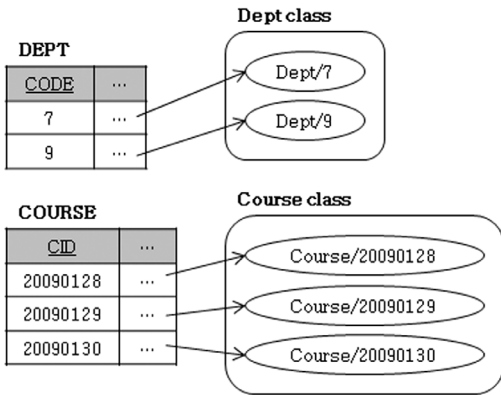 Dept class
DEPT
CODE …
7 …
9 …
Dept/7
Dept/9
Course class
COURSE
CID …
20090128 …
20090129 …
20090130 …
Course/20090128
Course/20090129
Course/20090130